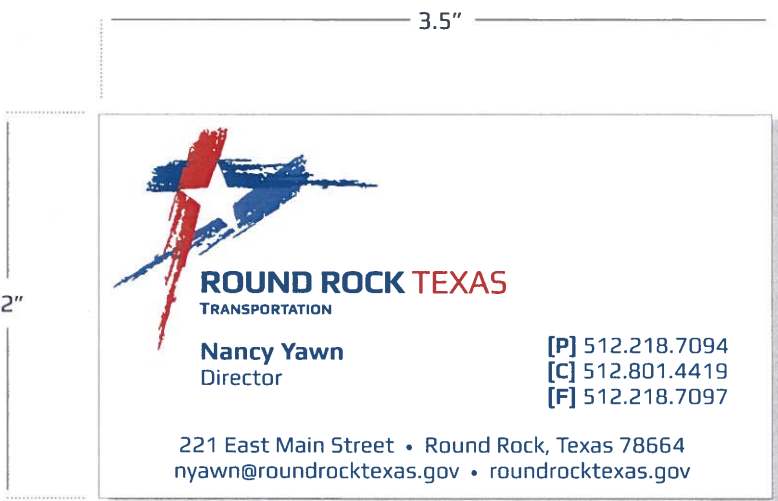 3.5"
2"
ROUND ROCK TEXAS
TRANSPORTATION
Nancy Yawn
Director
[P] 512.218.7094
[C] 512.801.4419
[F] 512.218.7097
221 East Main Street • Round Rock, Texas 78664
nyawn@roundrocktexas.gov • roundrocktexas.gov